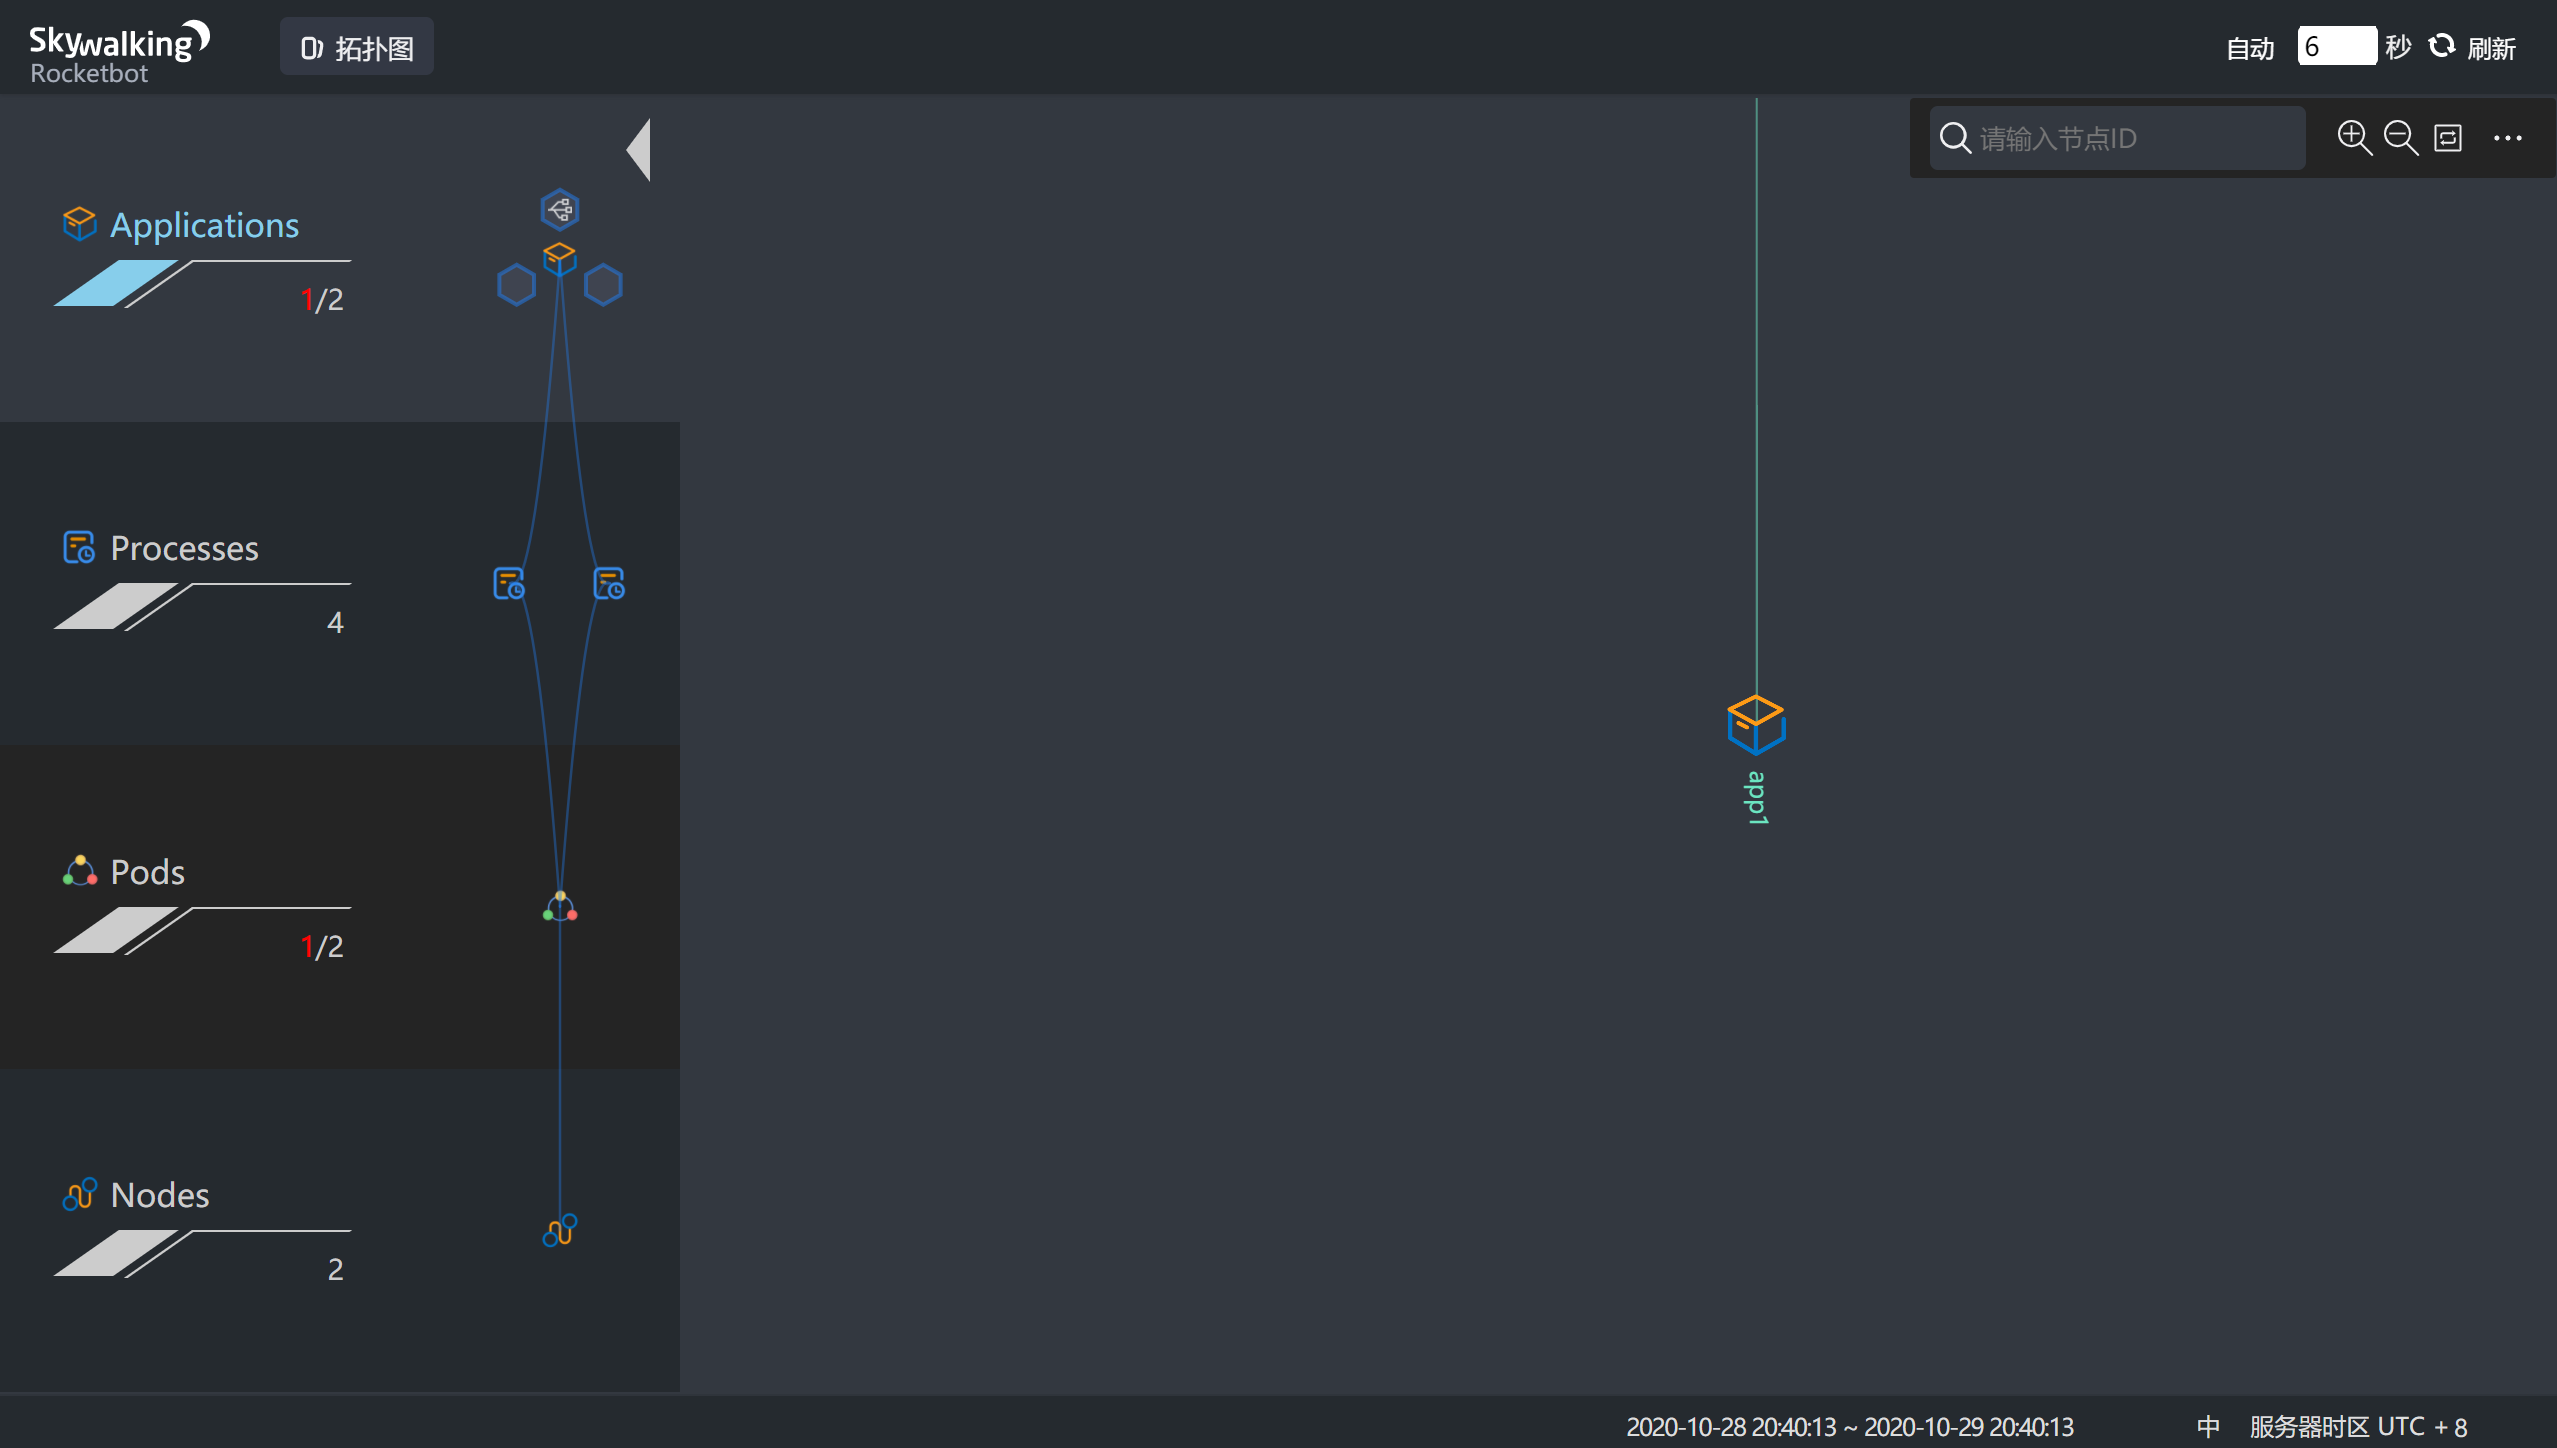 Skywalking
Rocketbot
拓扑图
自动 6 秒 刷新
请输入节点ID
Applications
1/2
Processes
4
Pods
1/2
Nodes
2
app1
2020-10-28 20:40:13 ~ 2020-10-29 20:40:13
中
服务器时区 UTC + 8